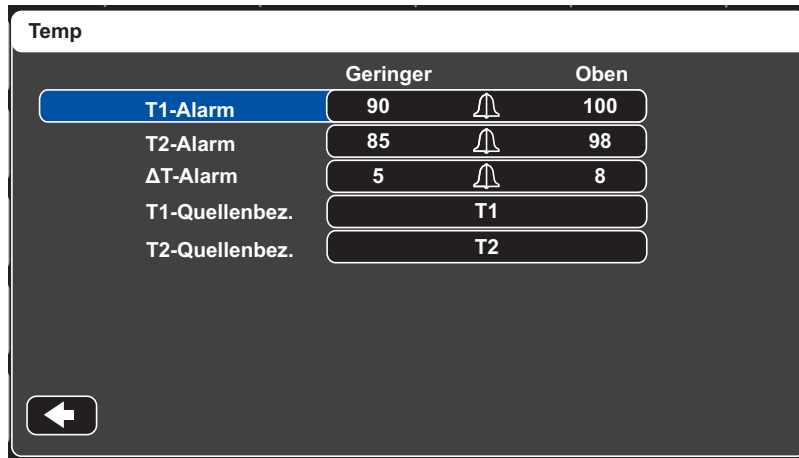 Temp
Geringer Oben
T1-Alarm 90 100
T2-Alarm 85 98
ΔT-Alarm 5 8
T1-Quellenbez. T1
T2-Quellenbez. T2